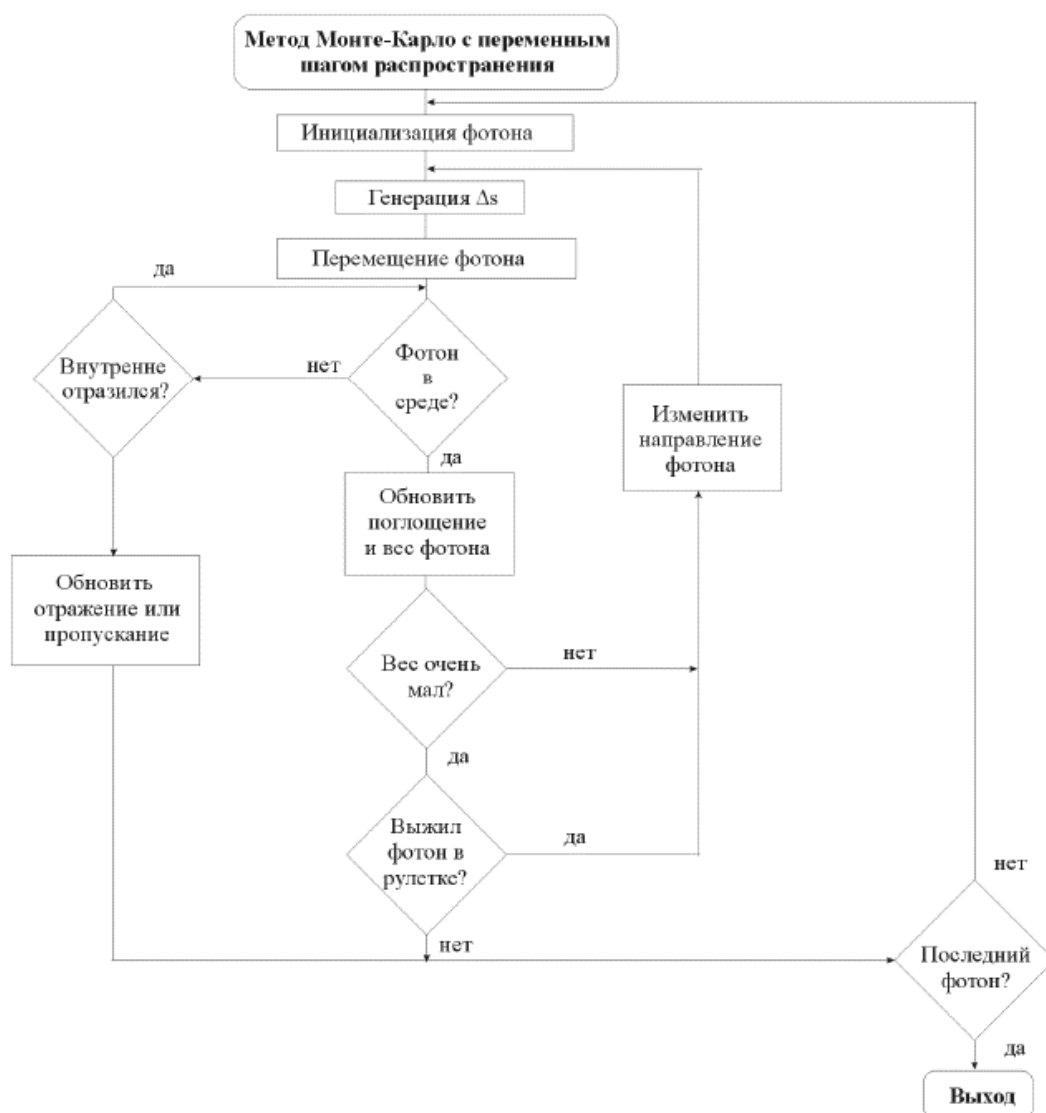 Метод Монте-Карло с переменным
шагом распространения
Инициализация фотона
Генерация Δs
Перемещение фотона
да
Внутренне
отразился?
нет
Фотон
в
среде?
да
Изменить
направление
фотона
Обновить
поглощение
и вес фотона
Обновить
отражение или
пропускание
Вес очень
мал?
нет
да
Выжил
фотон в
рулетке?
да
нет
нет
Последний
фотон?
да
Выход